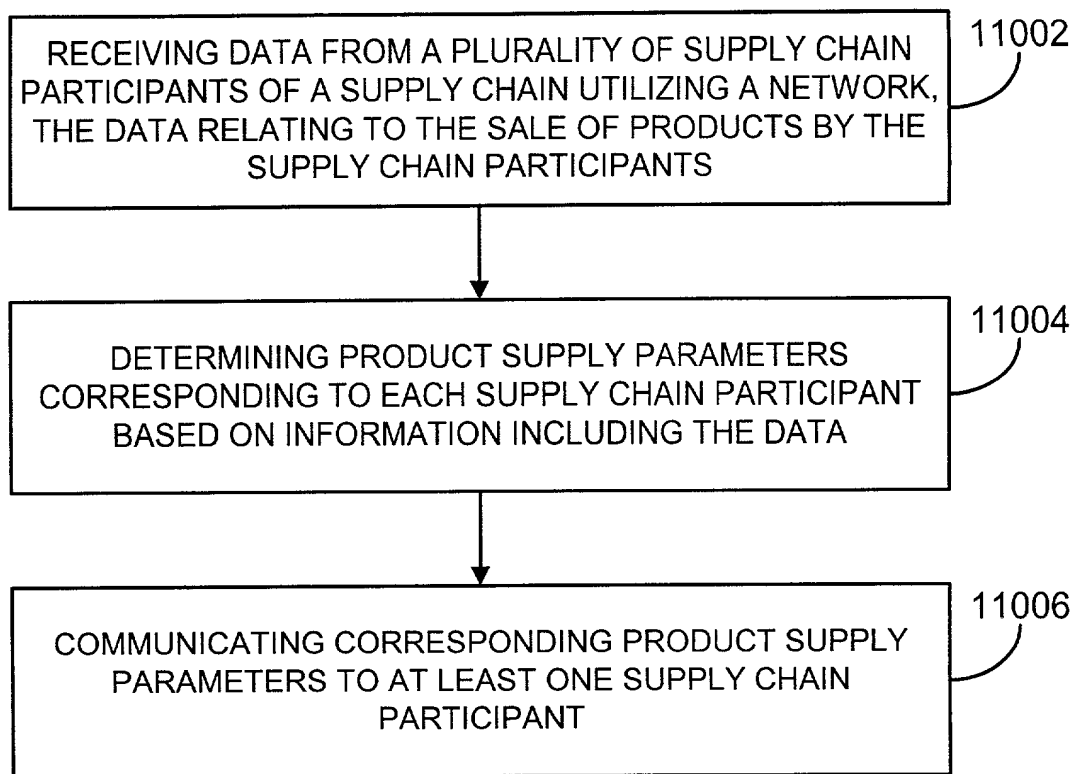 RECEIVING DATA FROM A PLURALITY OF SUPPLY CHAIN
PARTICIPANTS OF A SUPPLY CHAIN UTILIZING A NETWORK,
THE DATA RELATING TO THE SALE OF PRODUCTS BY THE
SUPPLY CHAIN PARTICIPANTS
11002
DETERMINING PRODUCT SUPPLY PARAMETERS
CORRESPONDING TO EACH SUPPLY CHAIN PARTICIPANT
BASED ON INFORMATION INCLUDING THE DATA
11004
COMMUNICATING CORRESPONDING PRODUCT SUPPLY
PARAMETERS TO AT LEAST ONE SUPPLY CHAIN
PARTICIPANT
11006